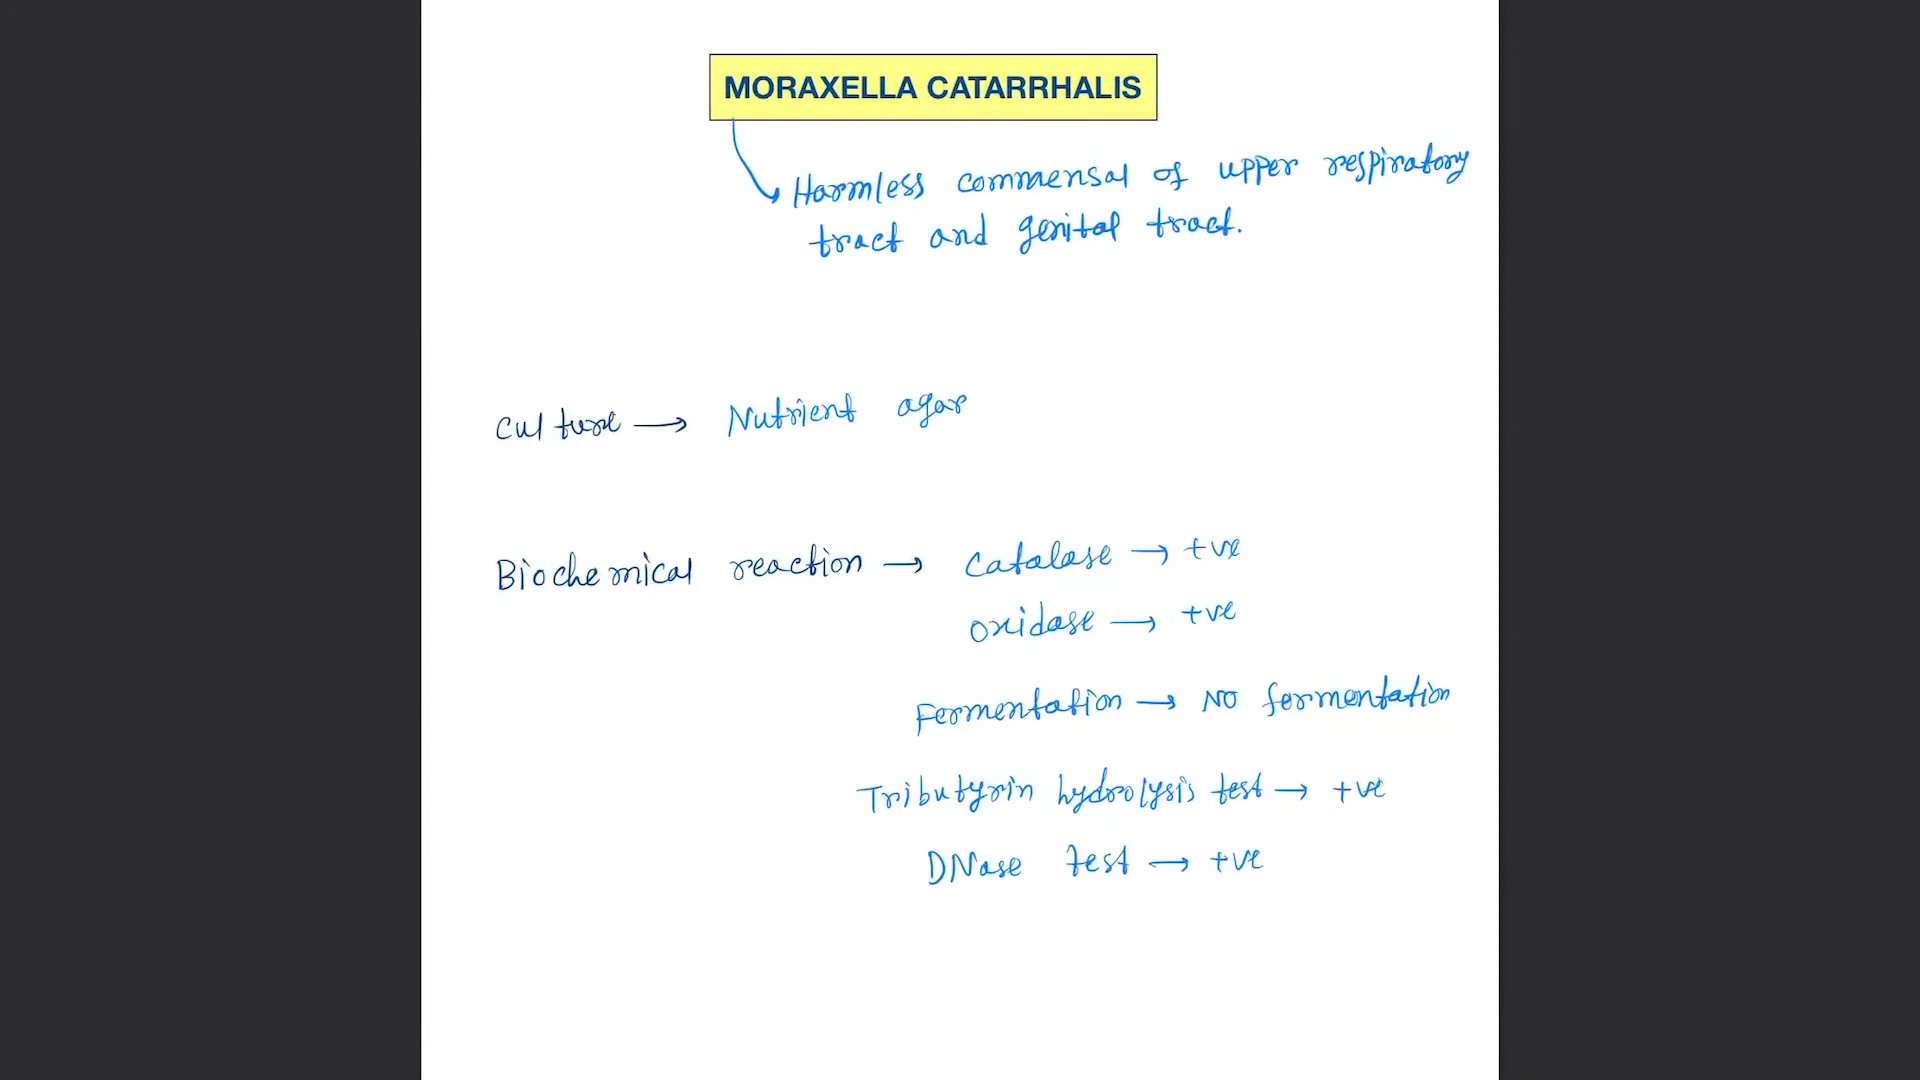 MORAXELLA CATARRHALIS
Harmless commensal of upper respiratory
tract and genital tract.
Culture → Nutrient agar
Biochemical reaction → Catalase → +ve
Oxidase → +ve
Fermentation → No fermentation
Tributyrin hydrolysis test → +ve
DNase test → +ve